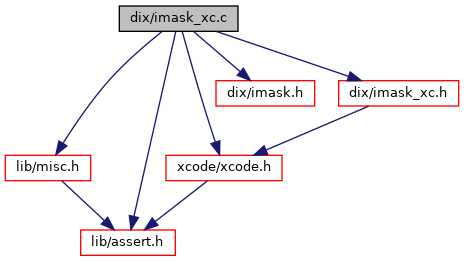 dix/imask_xc.c
dix/imask.h
dix/imask_xc.h
lib/misc.h
xcode/xcode.h
lib/assert.h